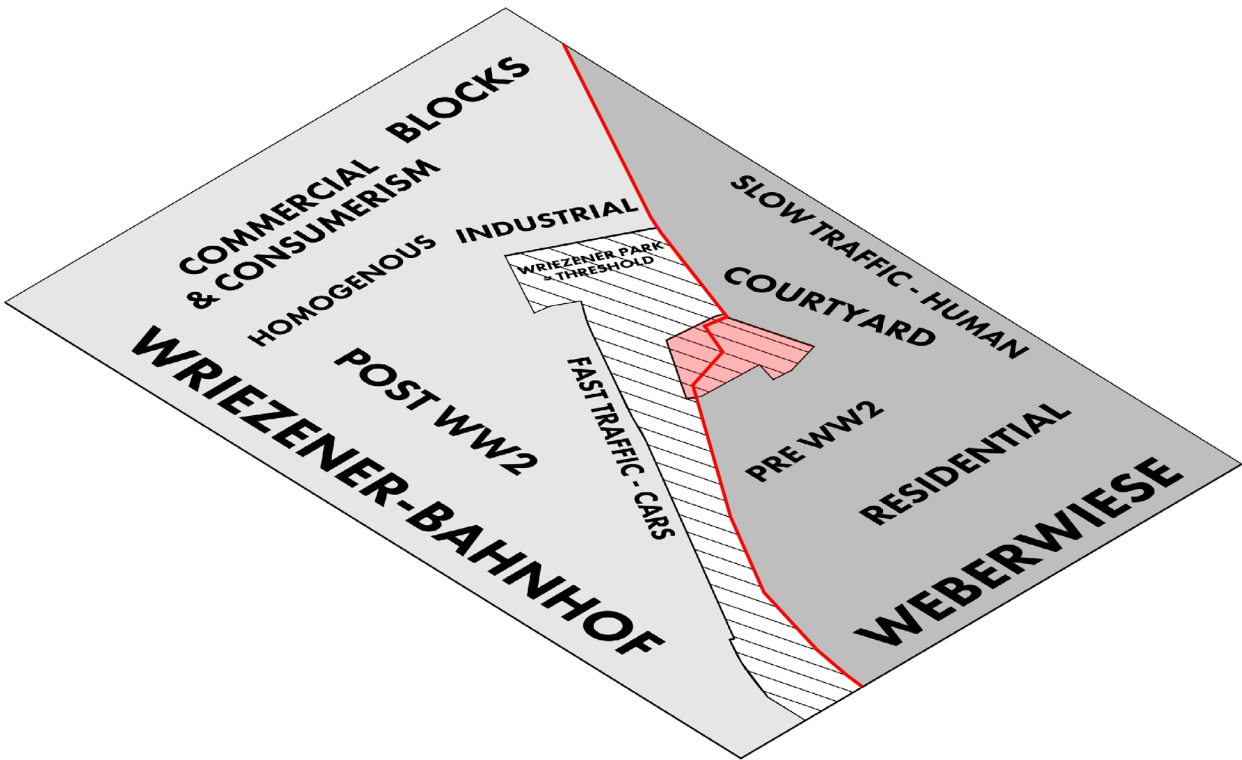 BLOCKS
COMMERCIAL
& CONSUMERISM
HOMOGENOUS
INDUSTRIAL
WRIEZENER PARK
= THRESHOLD
POST WW2
FAST TRAFFIC - CARS
WRIEZENER-BAHNHOF
SLOW TRAFFIC - HUMAN
COURTYARD
PRE WW2
RESIDENTIAL
WEBERWIESE